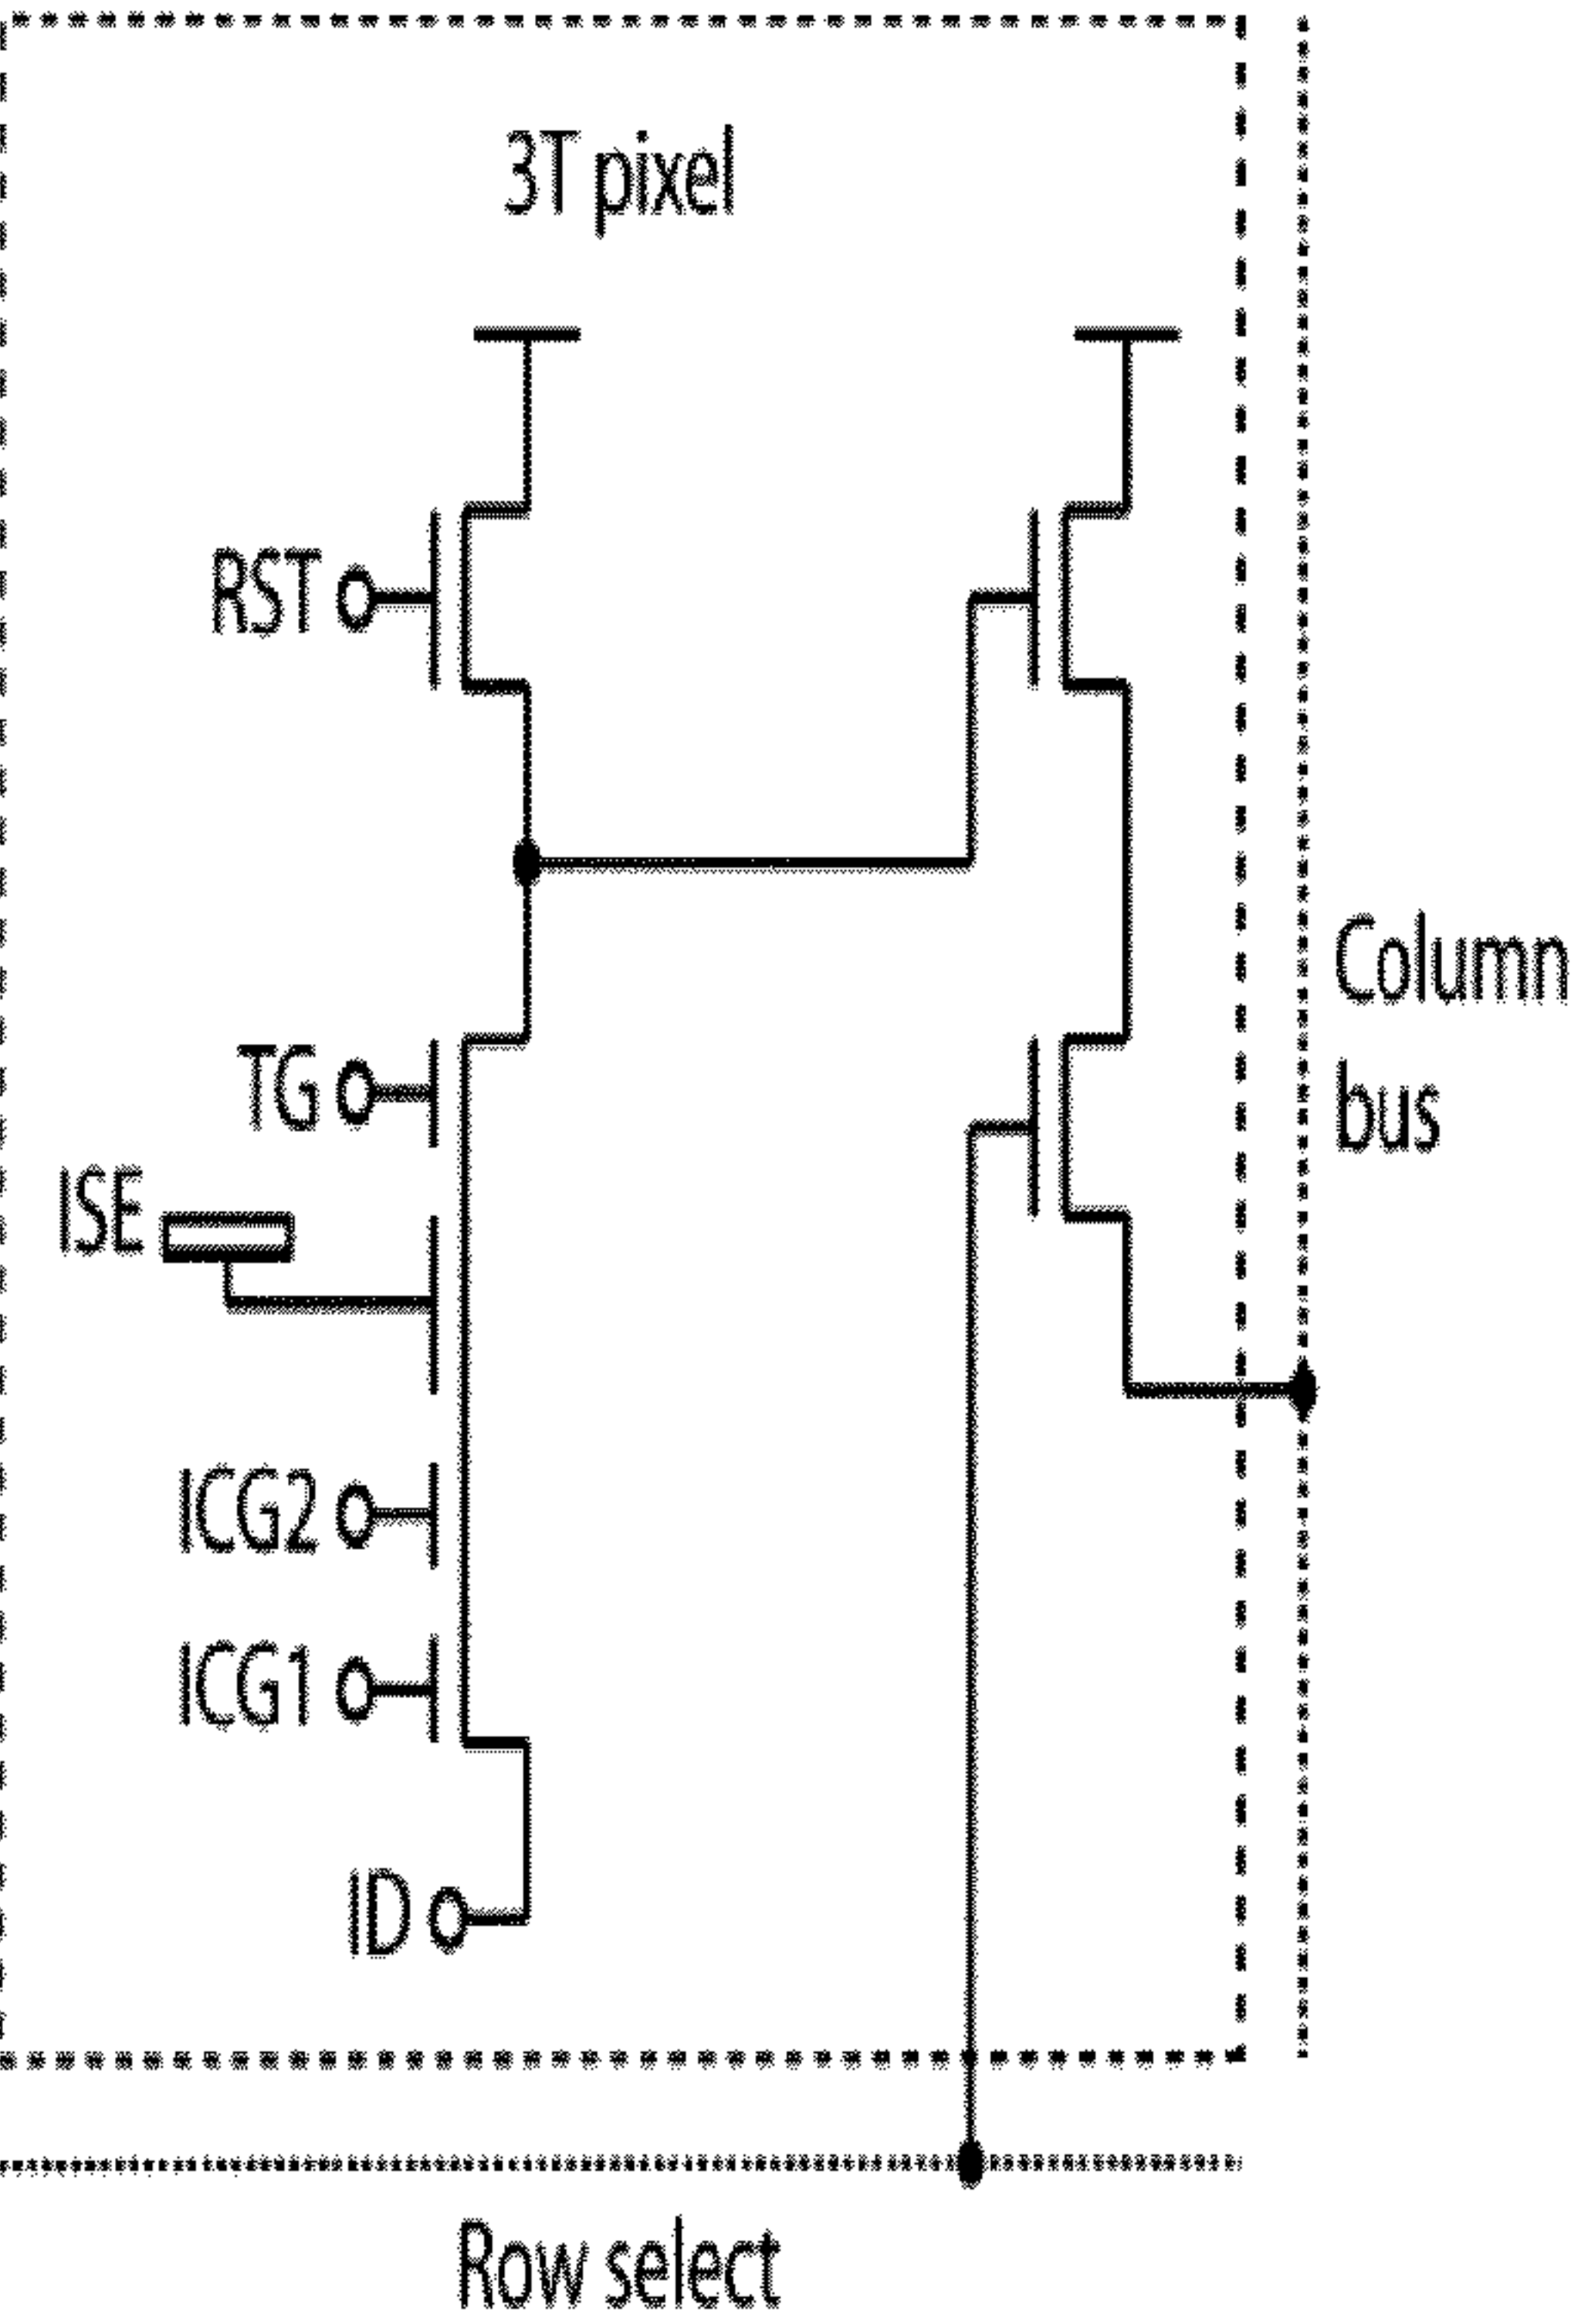 3T pixel
RST
Column
bus
TG
ISE
ICG2
ICG1
ID
Row select